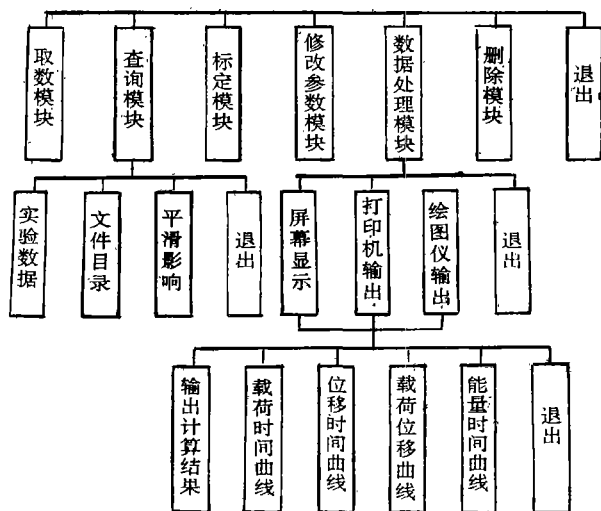 取数模块
查询模块
标定模块
修改参数模块
数据处理模块
删除模块
退出
实验数据
文件目录
平滑影响
退出
屏幕显示
打印机输出
绘图仪输出
退出
输出计算结果
载荷时间曲线
位移时间曲线
载荷位移曲线
能量时间曲线
退出